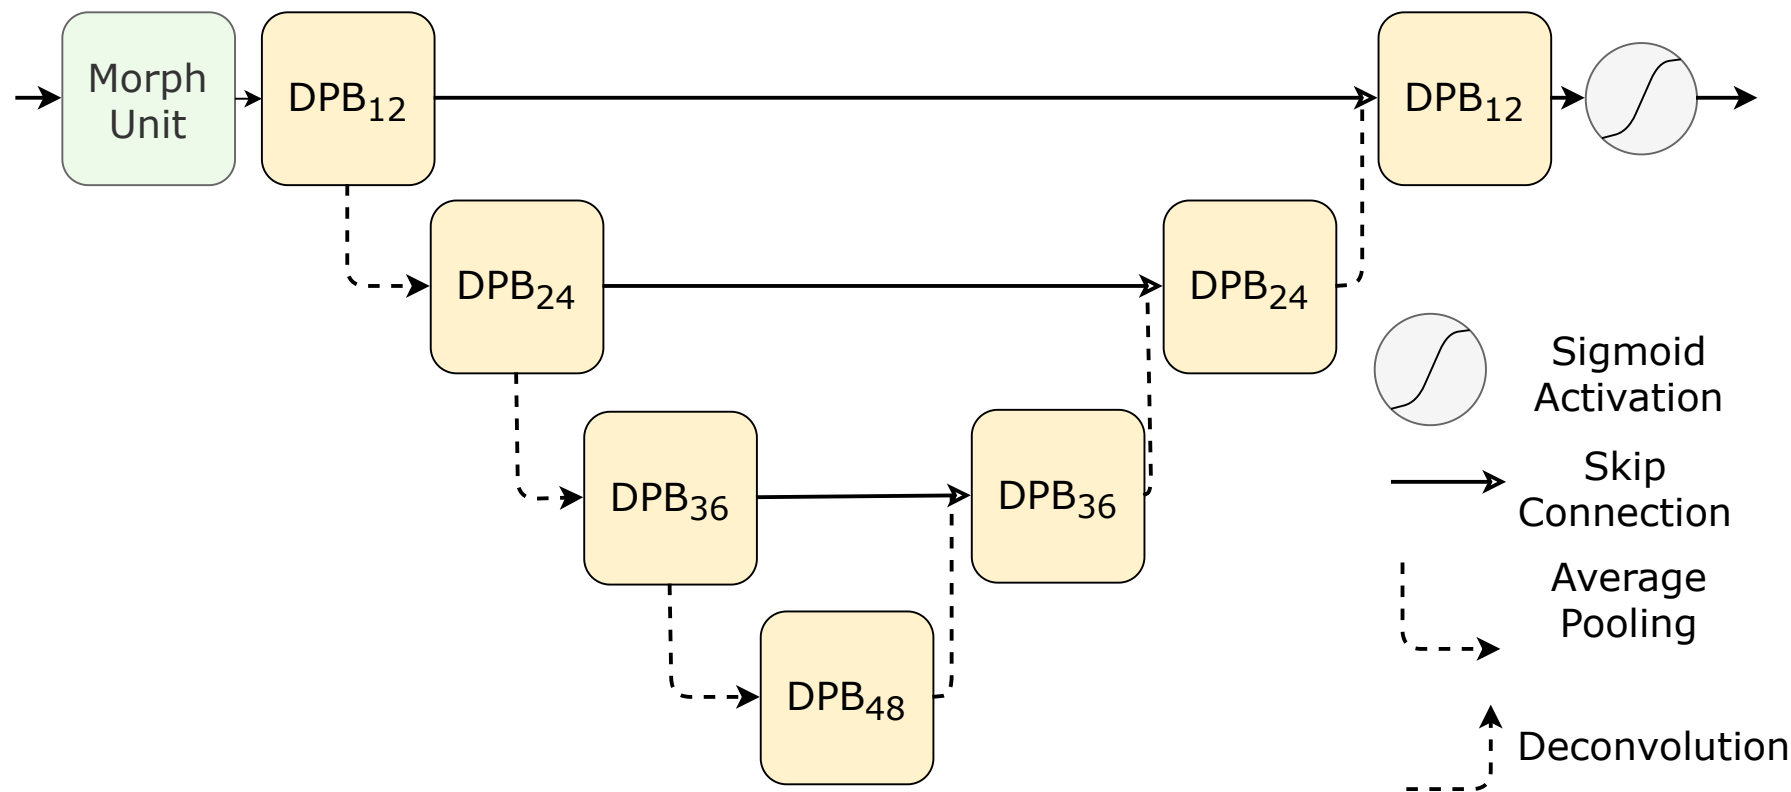 Morph
Unit
DPB12
DPB12
DPB24
DPB24
Sigmoid
Activation
DPB36
DPB36
Skip
Connection
Average
Pooling
DPB48
Deconvolution